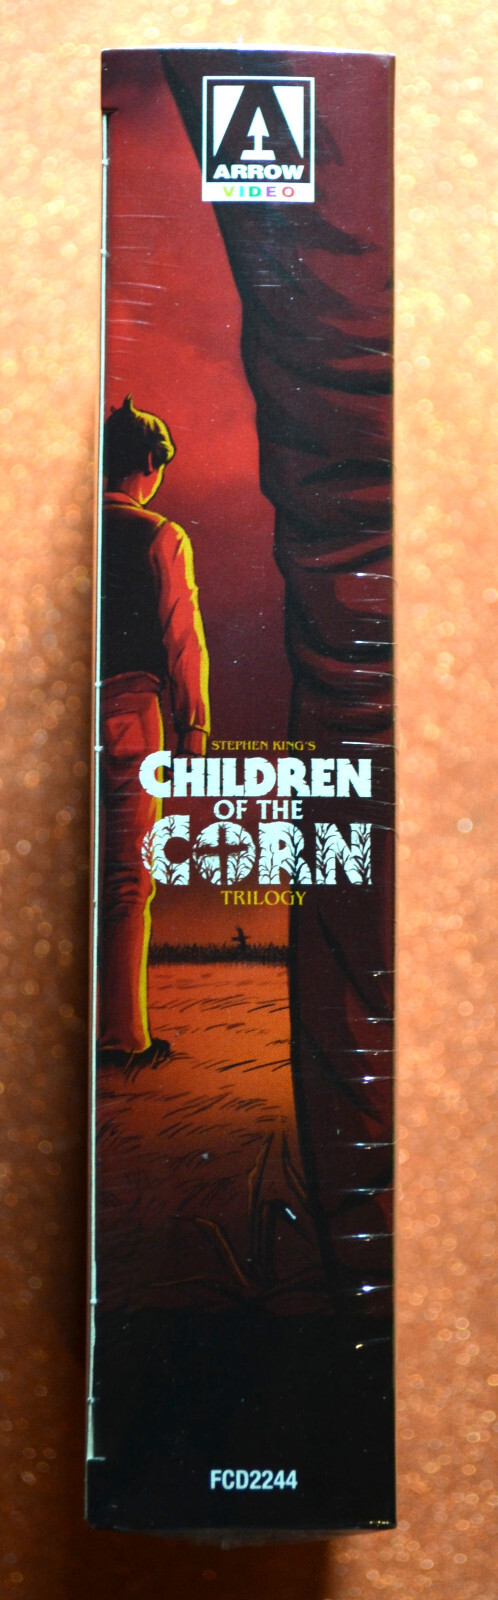 A
ARROW
VIDEO
STEPHEN KING'S
CHILDREN
OF THE
CORN
TRILOGY
FCD2244